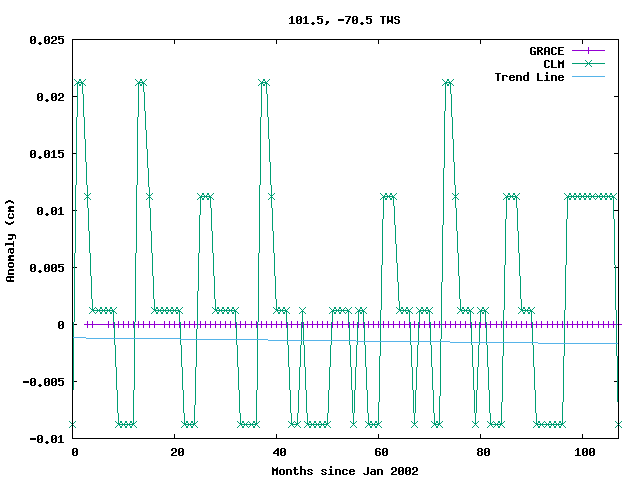 101.5, -70.5 TWS
GRACE
CLM
Trend Line
Anomaly (cm)
0.025
0.02
0.015
0.01
0.005
0
-0.005
-0.01
0 20 40 60 80 100
Months since Jan 2002